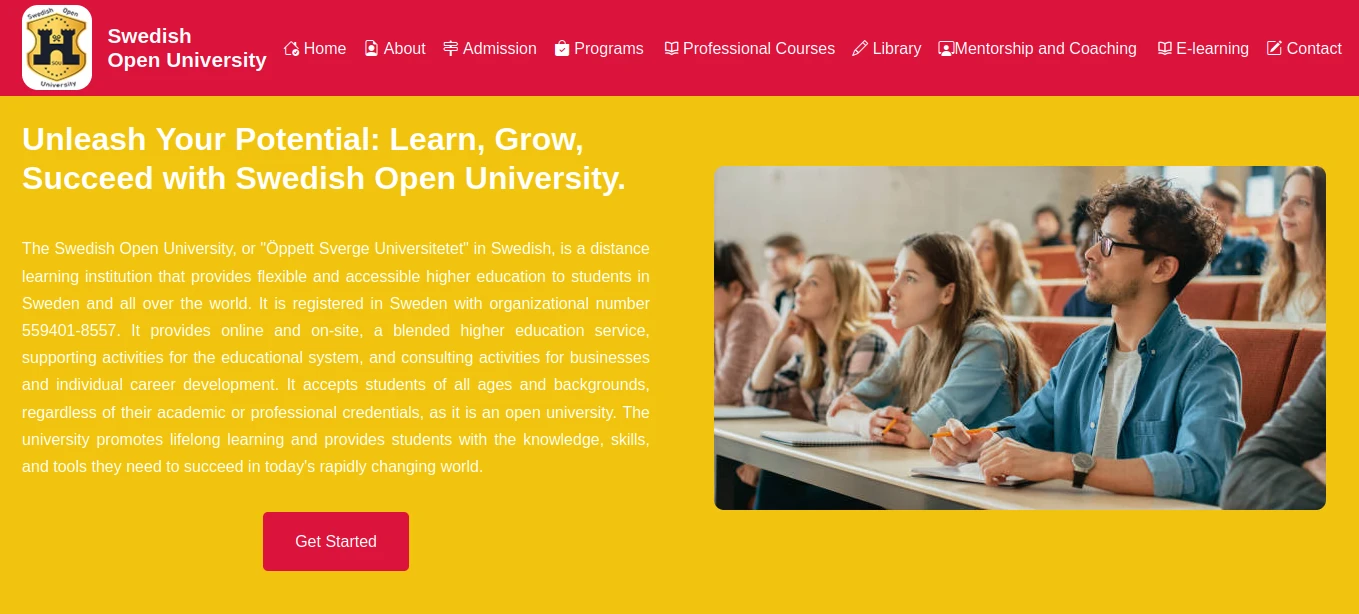 Swedish Open
SOU
University
Swedish
Open University
Home About Admission Programs Professional Courses Library Mentorship and Coaching E-learning Contact
Unleash Your Potential: Learn, Grow,
Succeed with Swedish Open University.
The Swedish Open University, or "Öppett Sverge Universitetet" in Swedish, is a distance
learning institution that provides flexible and accessible higher education to students in
Sweden and all over the world. It is registered in Sweden with organizational number
559401-8557. It provides online and on-site, a blended higher education service,
supporting activities for the educational system, and consulting activities for businesses
and individual career development. It accepts students of all ages and backgrounds,
regardless of their academic or professional credentials, as it is an open university. The
university promotes lifelong learning and provides students with the knowledge, skills,
and tools they need to succeed in today's rapidly changing world.
Get Started